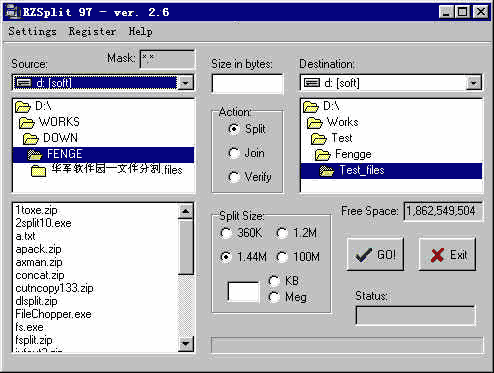 EZSplit 97 - ver. 2.6
Settings Register Help
Source:
Mask: *.*
d: [soft]
D:\
WORKS
DOWN
FENGE
华军软件园--文件分割.files
1toxe.zip
2split10.exe
a.txt
apack.zip
axman.zip
concat.zip
cutncopy133.zip
dlsplit.zip
FileChopper.exe
fs.exe
fsplit.zip
Size in bytes:
Action:
Split
Join
Verify
Split Size:
360K 1.2M
1.44M 100M
KB
Meg
Destination:
d: [soft]
D:\
Works
Test
Fengge
Test_files
Free Space: 1,862,549,504
GO! Exit
Status: